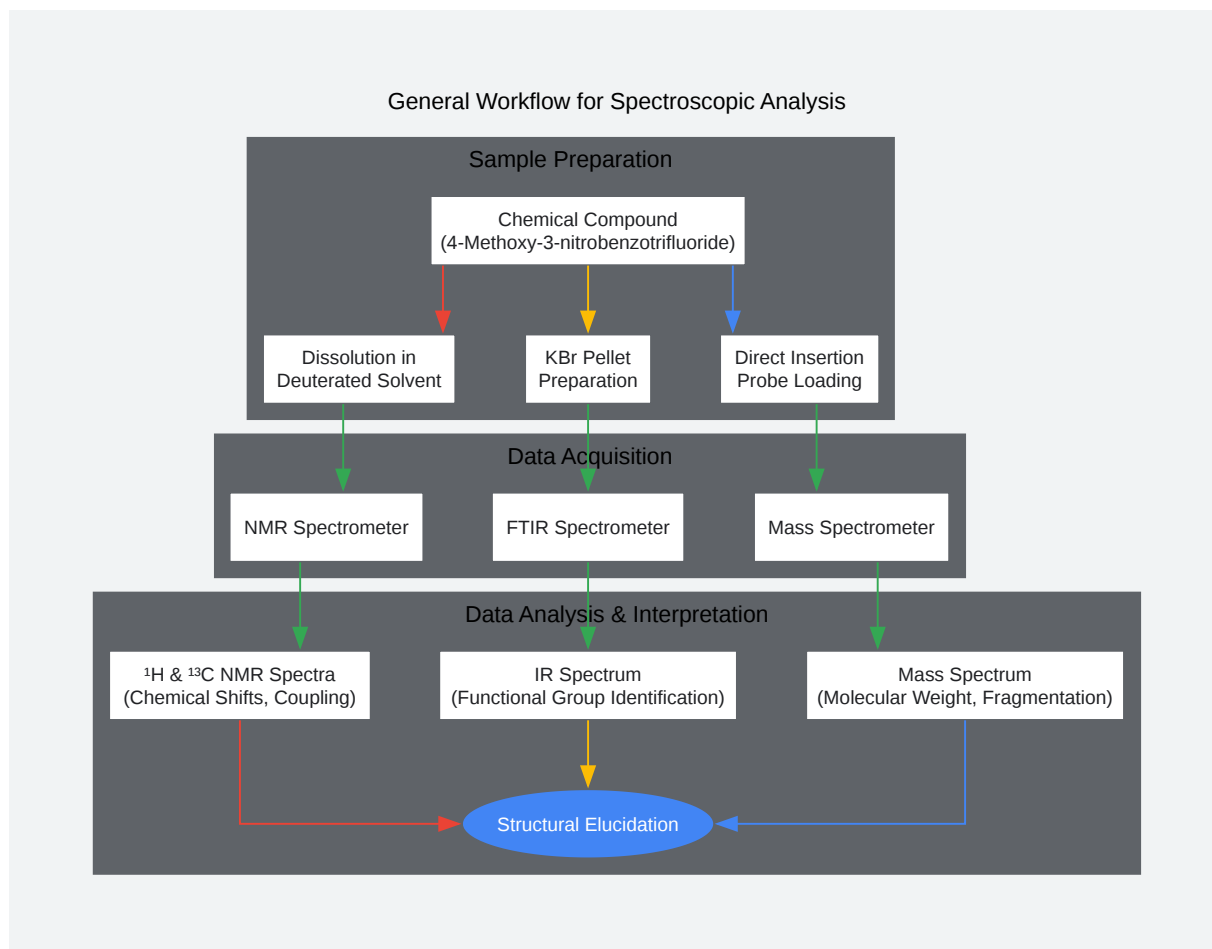 General Workflow for Spectroscopic Analysis
Sample Preparation
Chemical Compound
(4-Methoxy-3-nitrobenzotrifluoride)
Dissolution in
Deuterated Solvent
KBr Pellet
Preparation
Direct Insertion
Probe Loading
Data Acquisition
NMR Spectrometer
FTIR Spectrometer
Mass Spectrometer
Data Analysis & Interpretation
¹H & ¹³C NMR Spectra
(Chemical Shifts, Coupling)
IR Spectrum
(Functional Group Identification)
Mass Spectrum
(Molecular Weight, Fragmentation)
Structural Elucidation